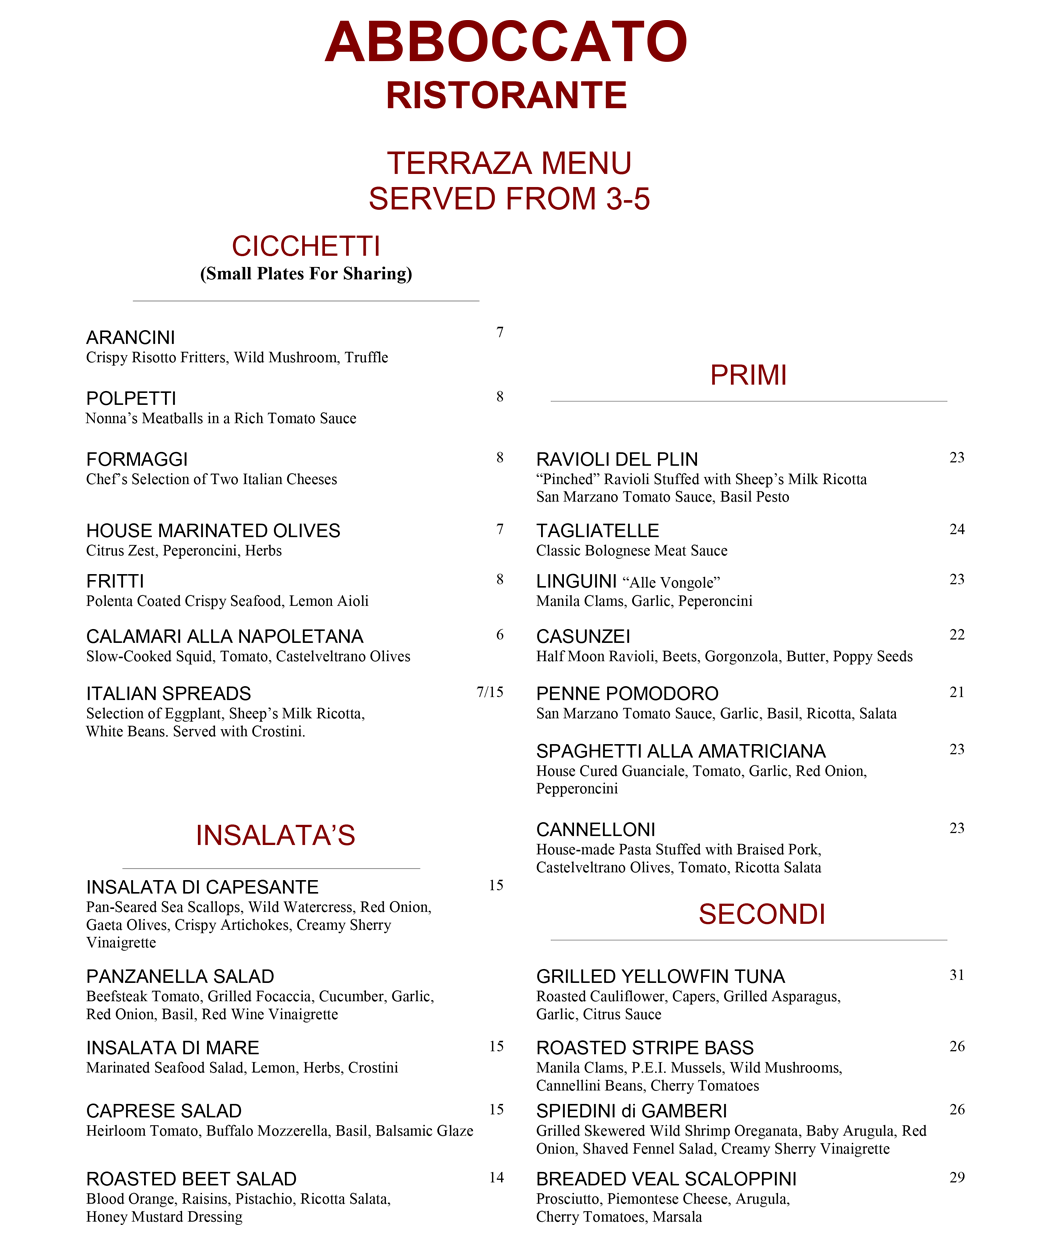 ABBOCCATO
RISTORANTE
TERRAZA MENU
SERVED FROM 3-5
CICCHETTI
(Small Plates For Sharing)
ARANCINI 7
Crispy Risotto Fritters, Wild Mushroom, Truffle
POLPETTI 8
Nonna’s Meatballs in a Rich Tomato Sauce
FORMAGGI 8
Chef’s Selection of Two Italian Cheeses
HOUSE MARINATED OLIVES 7
Citrus Zest, Peperoncini, Herbs
FRITTI 8
Polenta Coated Crispy Seafood, Lemon Aioli
CALAMARI ALLA NAPOLETANA 6
Slow-Cooked Squid, Tomato, Castelveltrano Olives
ITALIAN SPREADS 7/15
Selection of Eggplant, Sheep’s Milk Ricotta,
White Beans. Served with Crostini.
INSALATA’S
INSALATA DI CAPESANTE 15
Pan-Seared Sea Scallops, Wild Watercress, Red Onion,
Gaeta Olives, Crispy Artichokes, Creamy Sherry
Vinaigrette
PANZANELLA SALAD
Beefsteak Tomato, Grilled Focaccia, Cucumber, Garlic,
Red Onion, Basil, Red Wine Vinaigrette
INSALATA DI MARE 15
Marinated Seafood Salad, Lemon, Herbs, Crostini
CAPRESE SALAD 15
Heirloom Tomato, Buffalo Mozzerella, Basil, Balsamic Glaze
ROASTED BEET SALAD 14
Blood Orange, Raisins, Pistachio, Ricotta Salata,
Honey Mustard Dressing
PRIMI
RAVIOLI DEL PLIN 23
“Pinched” Ravioli Stuffed with Sheep’s Milk Ricotta
San Marzano Tomato Sauce, Basil Pesto
TAGLIATELLE 24
Classic Bolognese Meat Sauce
LINGUINI “Alle Vongole” 23
Manila Clams, Garlic, Peperoncini
CASUNZEI 22
Half Moon Ravioli, Beets, Gorgonzola, Butter, Poppy Seeds
PENNE POMODORO 21
San Marzano Tomato Sauce, Garlic, Basil, Ricotta, Salata
SPAGHETTI ALLA AMATRICIANA 23
House Cured Guanciale, Tomato, Garlic, Red Onion,
Pepperoncini
CANNELLONI 23
House-made Pasta Stuffed with Braised Pork,
Castelveltrano Olives, Tomato, Ricotta Salata
SECONDI
GRILLED YELLOWFIN TUNA 31
Roasted Cauliflower, Capers, Grilled Asparagus,
Garlic, Citrus Sauce
ROASTED STRIPE BASS 26
Manila Clams, P.E.I. Mussels, Wild Mushrooms,
Cannellini Beans, Cherry Tomatoes
SPIEDINI di GAMBERI 26
Grilled Skewered Wild Shrimp Oreganata, Baby Arugula, Red
Onion, Shaved Fennel Salad, Creamy Sherry Vinaigrette
BREADED VEAL SCALOPPINI 29
Prosciutto, Piemontese Cheese, Arugula,
Cherry Tomatoes, Marsala